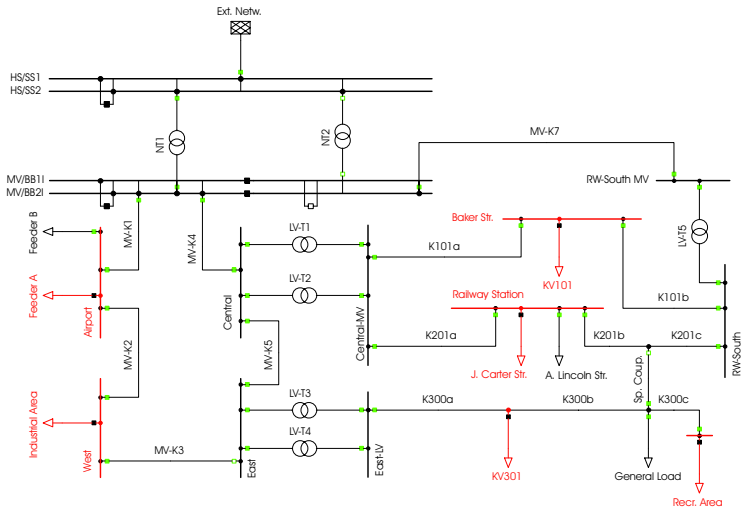 Ext. Netw.
HS/SS1
HS/SS2
NT1
NT2
MV-K7
MV/BB1I
MV/BB2I
RW-South MV
Feeder B
MV-K1
MV-K4
LV-T1
Baker Str.
LV-T5
K101a
LV-T2
Feeder A
KV101
Airport
Central
Central-MV
Railway Station
K101b
K201a
K201b
K201c
MV-K2
MV-K5
J. Carter Str.
A. Lincoln Str.
Sp. Coup.
RW-South
Industrial Area
LV-T3
K300a
K300b
K300c
LV-T4
MV-K3
West
East
East-LV
KV301
General Load
Recr. Area